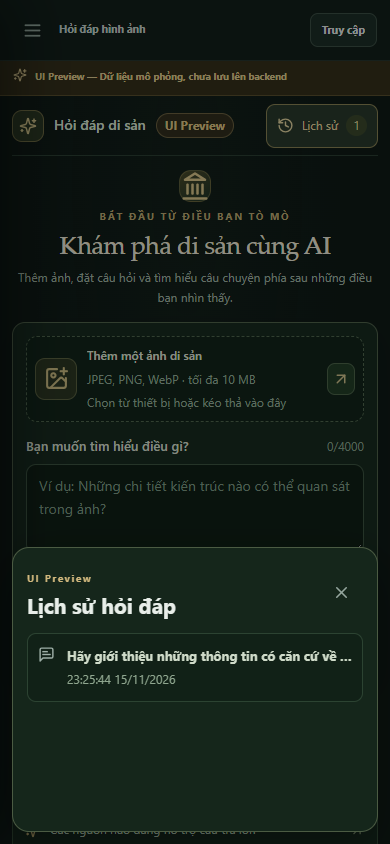 Hỏi đáp hình ảnh
Truy cập
UI Preview — Dữ liệu mô phỏng, chưa lưu lên backend
Hỏi đáp di sản
UI Preview
Lịch sử
1
BẮT ĐẦU TỪ ĐIỀU BẠN TÒ MÒ
Khám phá di sản cùng AI
Thêm ảnh, đặt câu hỏi và tìm hiểu câu chuyện phía sau những điều
bạn nhìn thấy.
Thêm một ảnh di sản
JPEG, PNG, WebP · tối đa 10 MB
Chọn từ thiết bị hoặc kéo thả vào đây
Bạn muốn tìm hiểu điều gì?
0/4000
Ví dụ: Những chi tiết kiến trúc nào có thể quan sát
trong ảnh?
UI Preview
Lịch sử hỏi đáp
Hãy giới thiệu những thông tin có căn cứ về ...
23:25:44 15/11/2026